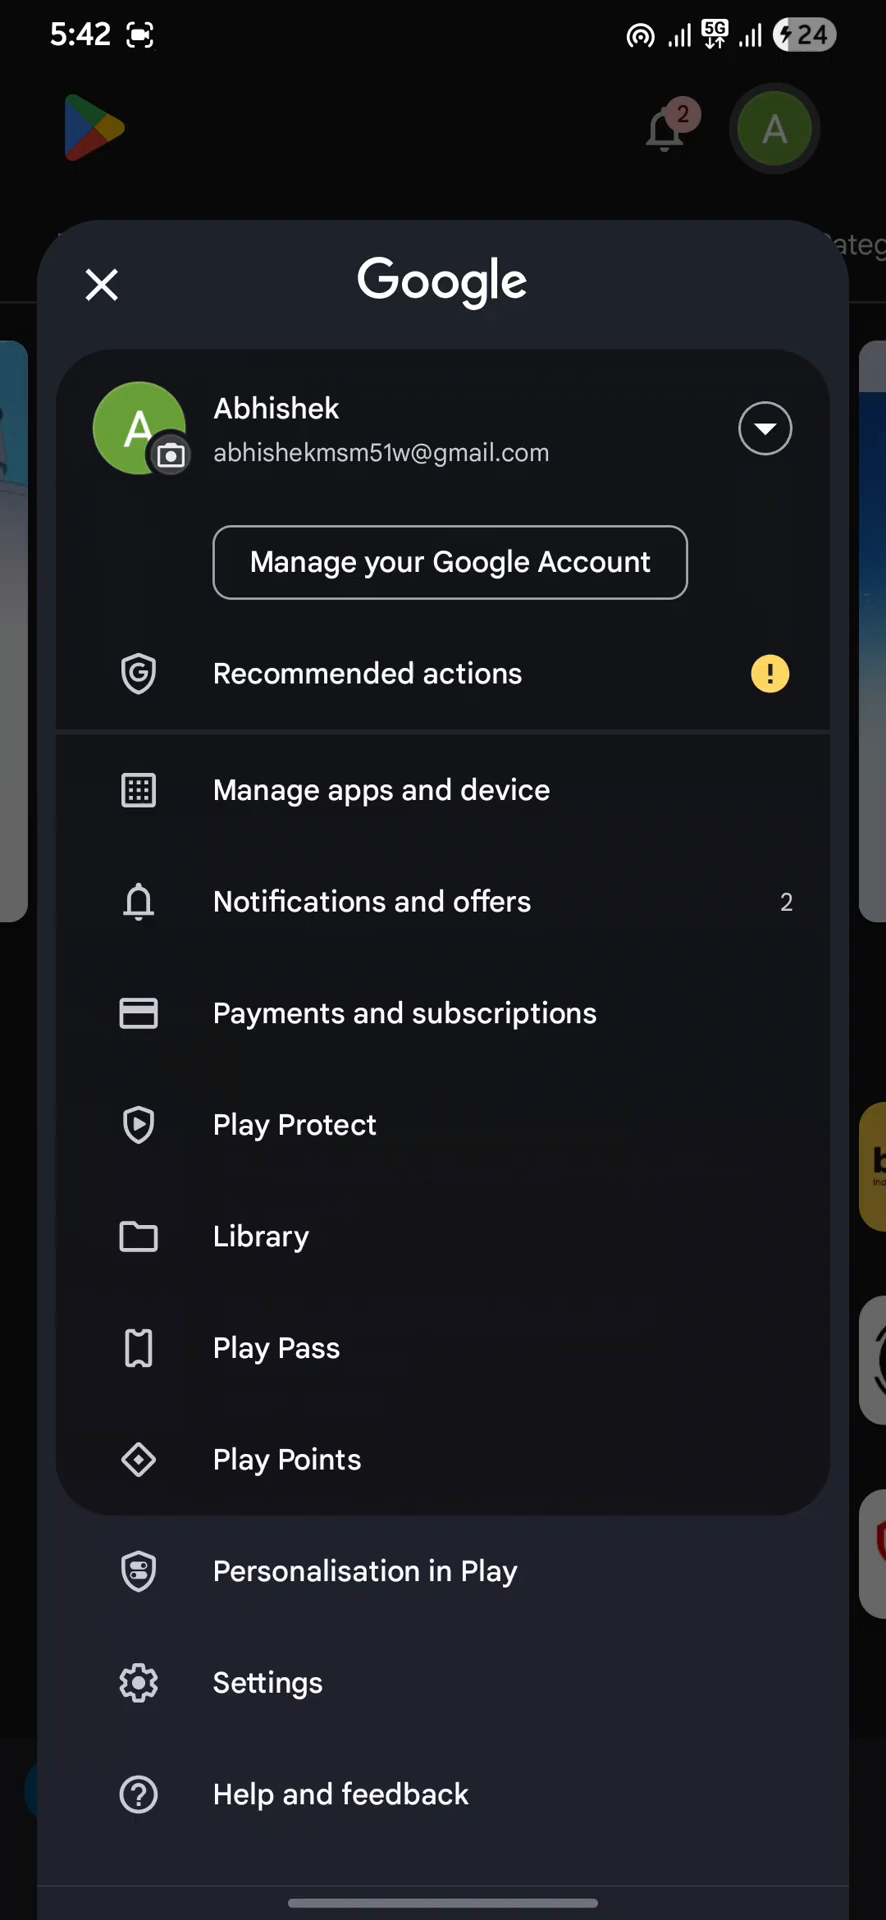 5:42 5G 24
2 A
Categ
Google
A Abhishek
abhishekmsm51w@gmail.com
Manage your Google Account
Recommended actions !
Manage apps and device
Notifications and offers 2
Payments and subscriptions
Play Protect
Library
Play Pass
Play Points
Personalisation in Play
Settings
Help and feedback